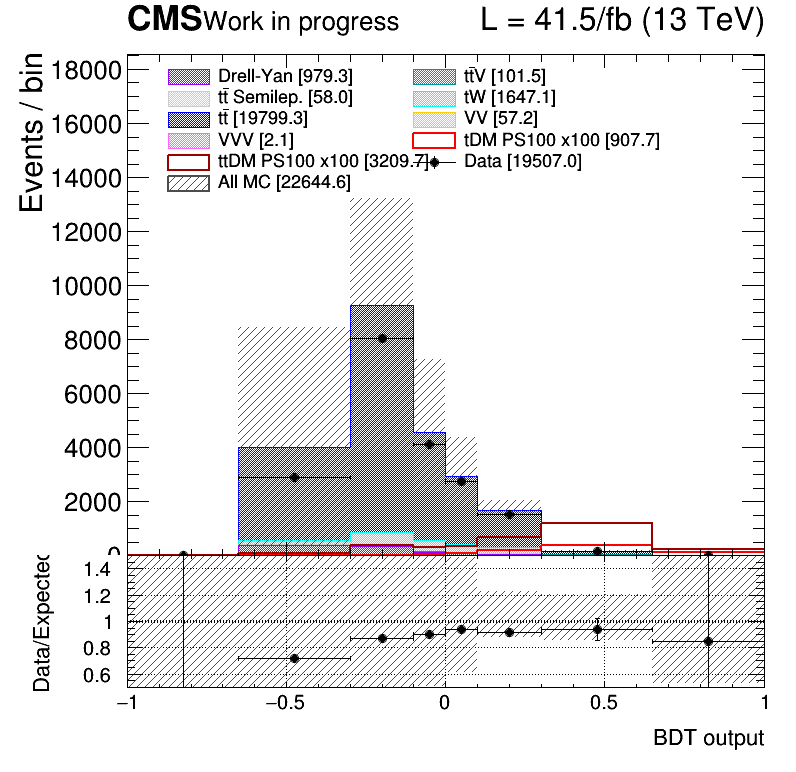 CMS Work in progress L = 41.5/fb (13 TeV)
Events / bin
18000
16000
14000
12000
10000
8000
6000
4000
2000
0
Drell-Yan [979.3] tt̄V [101.5]
tt̄ Semilep. [58.0] tW [1647.1]
tt̄ [19799.3] VV [57.2]
VVV [2.1] tDM PS100 x100 [907.7]
ttDM PS100 x100 [3209.7] Data [19507.0]
All MC [22644.6]
Data/Expected
1.4
1.2
1
0.8
0.6
−1 −0.5 0 0.5 1
BDT output